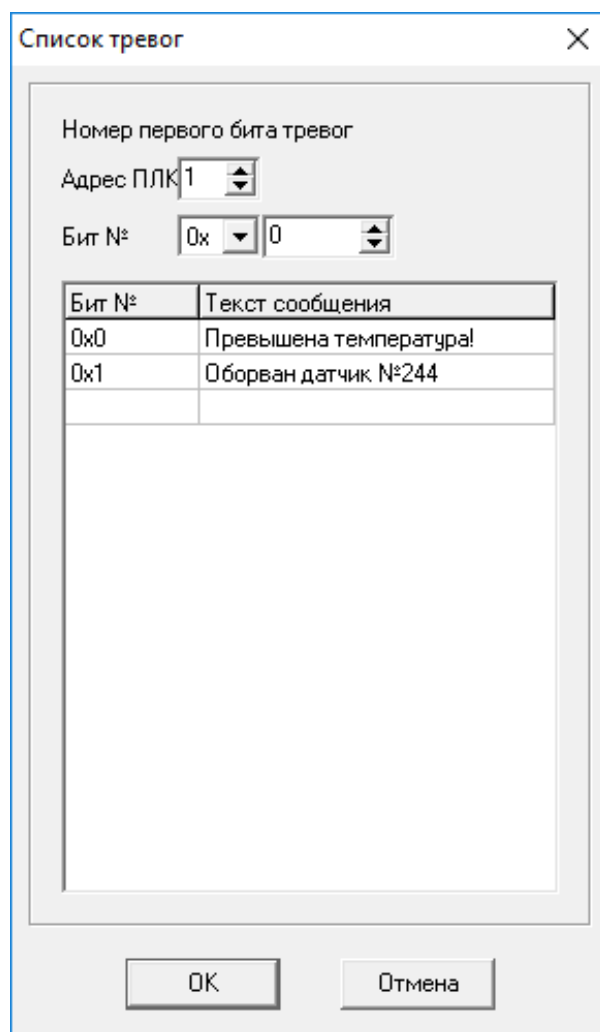 Список тревог
Номер первого бита тревог
Адрес ПЛК 1
Бит № 0x 0
Бит № Текст сообщения
0x0 Превышена температура!
0x1 Оборван датчик №244
OK Отмена